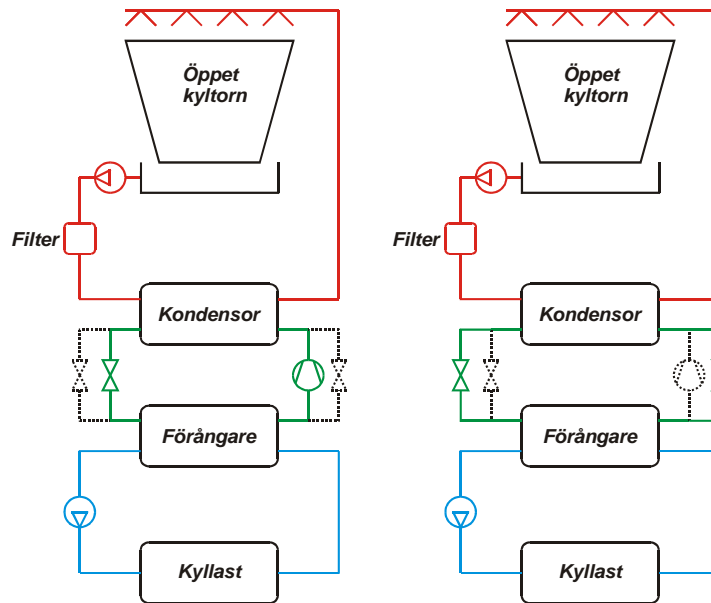 Öppet
kyltorn
Filter
Kondensor
Förångare
Kyllast
Öppet
kyltorn
Filter
Kondensor
Förångare
Kyllast